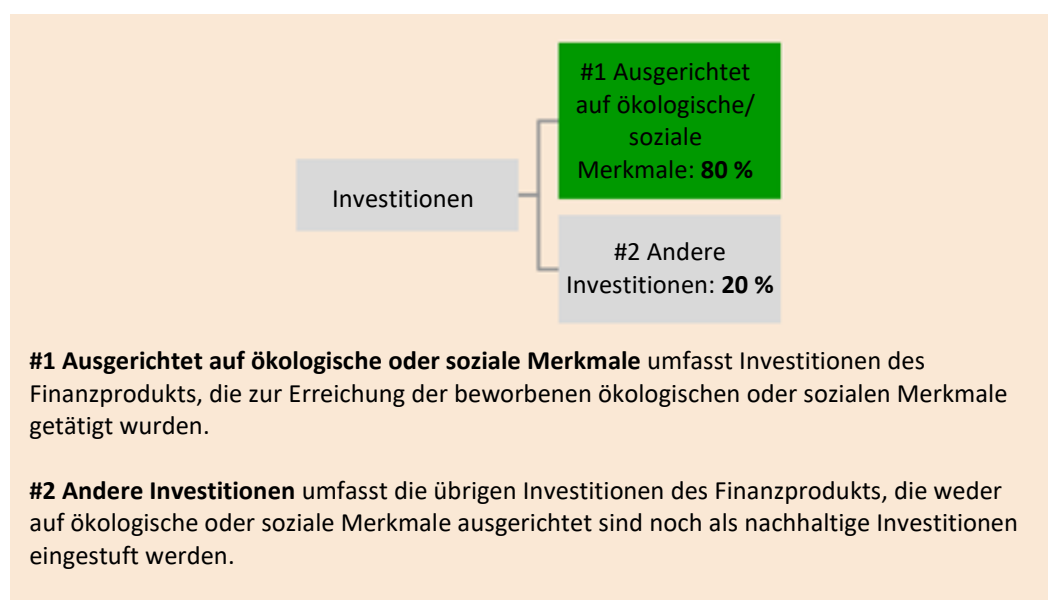 #1 Ausgerichtet
auf ökologische/
soziale
Merkmale: 80 %
Investitionen
#2 Andere
Investitionen: 20 %
#1 Ausgerichtet auf ökologische oder soziale Merkmale umfasst Investitionen des
Finanzprodukts, die zur Erreichung der beworbenen ökologischen oder sozialen Merkmale
getätigt wurden.
#2 Andere Investitionen umfasst die übrigen Investitionen des Finanzprodukts, die weder
auf ökologische oder soziale Merkmale ausgerichtet sind noch als nachhaltige Investitionen
eingestuft werden.